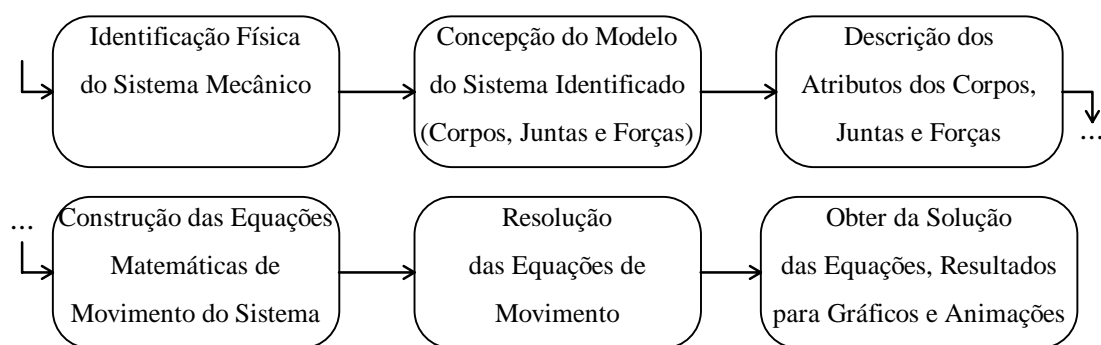 Identificação Física
do Sistema Mecânico
Concepção do Modelo
do Sistema Identificado
(Corpos, Juntas e Forças)
Descrição dos
Atributos dos Corpos,
Juntas e Forças
...
...
Construção das Equações
Matemáticas de
Movimento do Sistema
Resolução
das Equações de
Movimento
Obter da Solução
das Equações, Resultados
para Gráficos e Animações